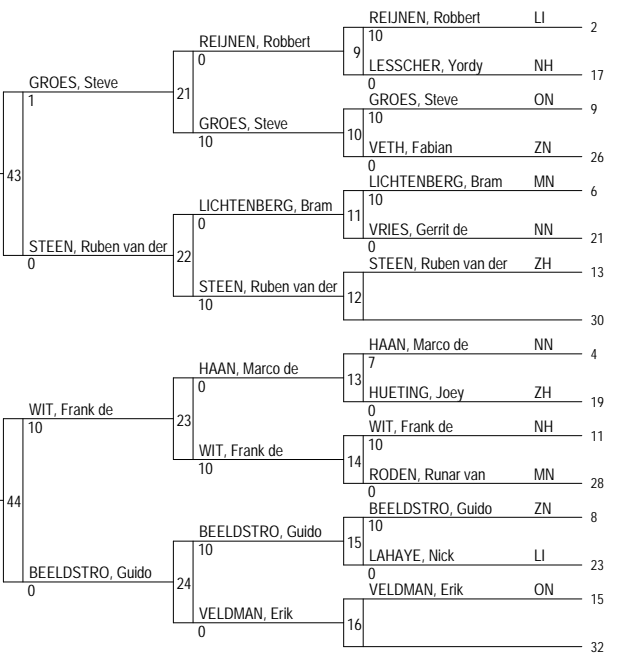 REIJNEN, Robbert LI 2
10
9
LESSCHER, Yordy NH 17
0
GROES, Steve ON 9
10
10
VETH, Fabian ZN 26
0
LICHTENBERG, Bram MN 6
10
11
VRIES, Gerrit de NN 21
0
STEEN, Ruben van der ZH 13
12
30
HAAN, Marco de NN 4
7
13
HUETING, Joey ZH 19
0
WIT, Frank de NH 11
10
14
RODEN, Runar van MN 28
0
BEELDSTRO, Guido ZN 8
10
15
LAHAYE, Nick LI 23
0
VELDMAN, Erik ON 15
16
32
REIJNEN, Robbert
0
21
GROES, Steve
10
LICHTENBERG, Bram
0
22
STEEN, Ruben van der
10
HAAN, Marco de
0
23
WIT, Frank de
10
BEELDSTRO, Guido
10
24
VELDMAN, Erik
0
GROES, Steve
1
43
STEEN, Ruben van der
0
WIT, Frank de
10
44
BEELDSTRO, Guido
0